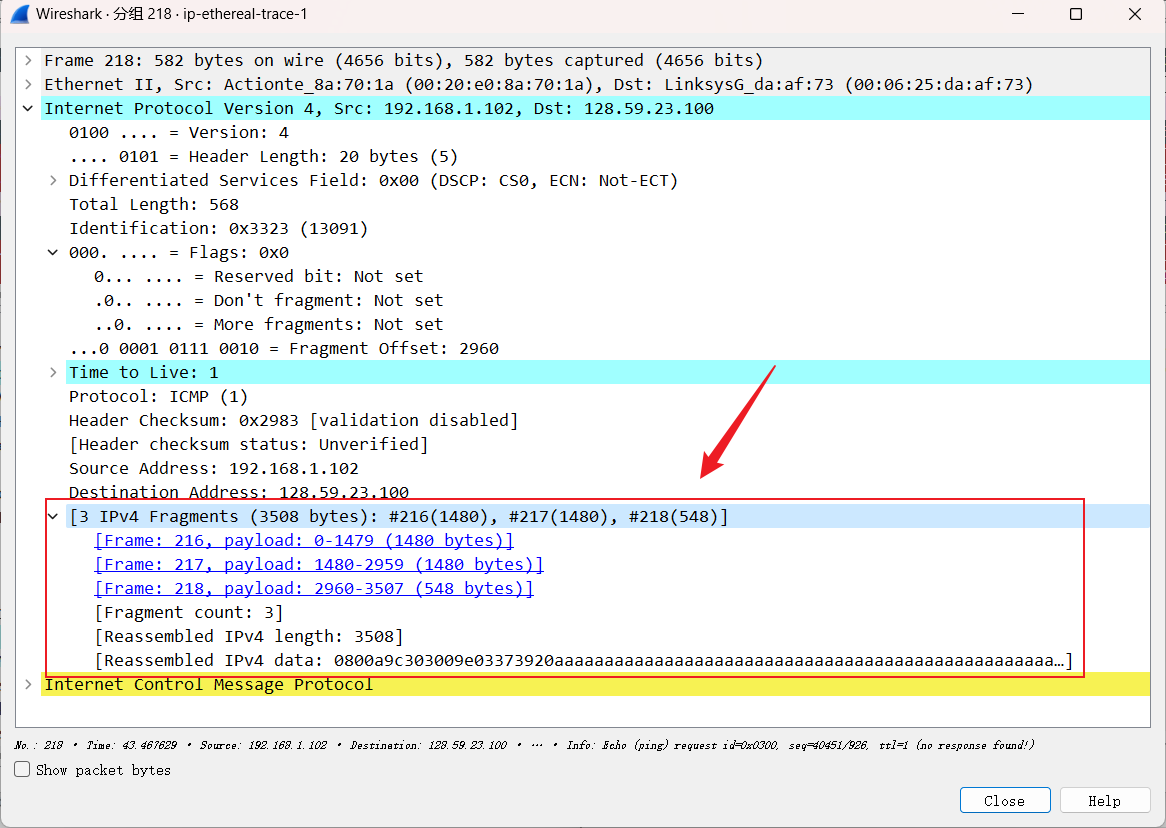 Wireshark · 分组 218 · ip-ethereal-trace-1
Frame 218: 582 bytes on wire (4656 bits), 582 bytes captured (4656 bits)
Ethernet II, Src: Actionte_8a:70:1a (00:20:e0:8a:70:1a), Dst: LinksysG_da:af:73 (00:06:25:da:af:73)
Internet Protocol Version 4, Src: 192.168.1.102, Dst: 128.59.23.100
0100 .... = Version: 4
.... 0101 = Header Length: 20 bytes (5)
Differentiated Services Field: 0x00 (DSCP: CS0, ECN: Not-ECT)
Total Length: 568
Identification: 0x3323 (13091)
000. .... = Flags: 0x0
0... .... = Reserved bit: Not set
.0.. .... = Don't fragment: Not set
..0. .... = More fragments: Not set
...0 0001 0111 0010 = Fragment Offset: 2960
Time to Live: 1
Protocol: ICMP (1)
Header Checksum: 0x2983 [validation disabled]
[Header checksum status: Unverified]
Source Address: 192.168.1.102
Destination Address: 128.59.23.100
[3 IPv4 Fragments (3508 bytes): #216(1480), #217(1480), #218(548)]
[Frame: 216, payload: 0-1479 (1480 bytes)]
[Frame: 217, payload: 1480-2959 (1480 bytes)]
[Frame: 218, payload: 2960-3507 (548 bytes)]
[Fragment count: 3]
[Reassembled IPv4 length: 3508]
[Reassembled IPv4 data: 0800a9c303009e03373920aaaaaaaaaaaaaaaaaaaaaaaaaaaaaaaaaaaaaaaaaaaaaaaaaa…]
Internet Control Message Protocol
No.: 218 · Time: 43.467629 · Source: 192.168.1.102 · Destination: 128.59.23.100 · … · Info: Echo (ping) request id=0x0300, seq=40451/926, ttl=1 (no response found!)
Show packet bytes
Close Help